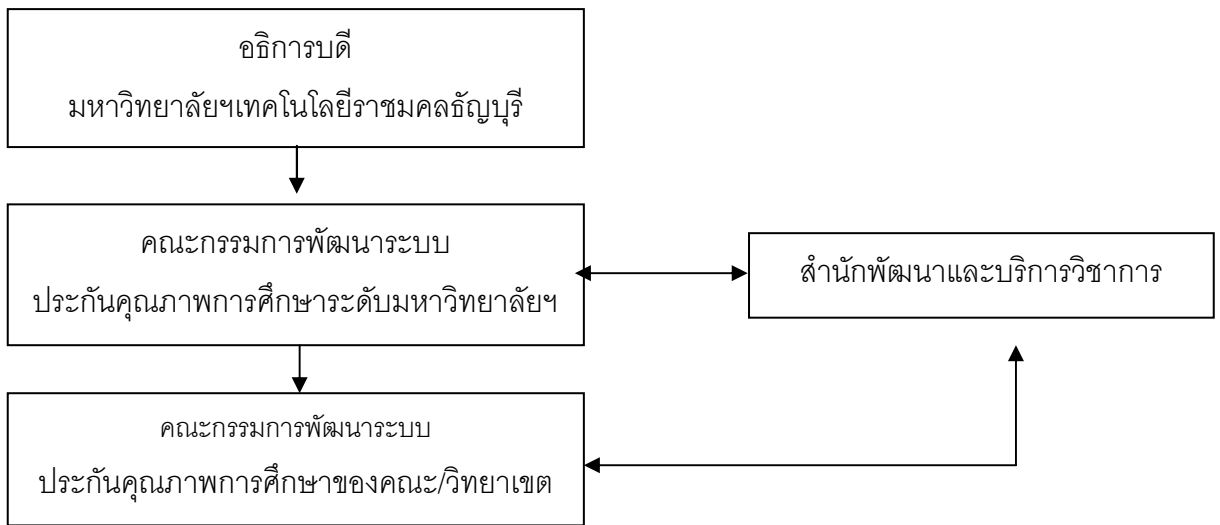 อธิการบดี
มหาวิทยาลัยฯเทคโนโลยีราชมคลธัญบุรี
คณะกรรมการพัฒนาระบบ
ประกันคุณภาพการศึกษาระดับมหาวิทยาลัยฯ
สำนักพัฒนาและบริการวิชาการ
คณะกรรมการพัฒนาระบบ
ประกันคุณภาพการศึกษาของคณะ/วิทยาเขต